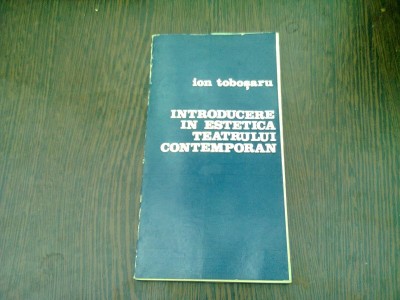 ion toboşaru
INTRODUCERE
IN ESTETICA
TEATRULUI
CONTEMPORAN